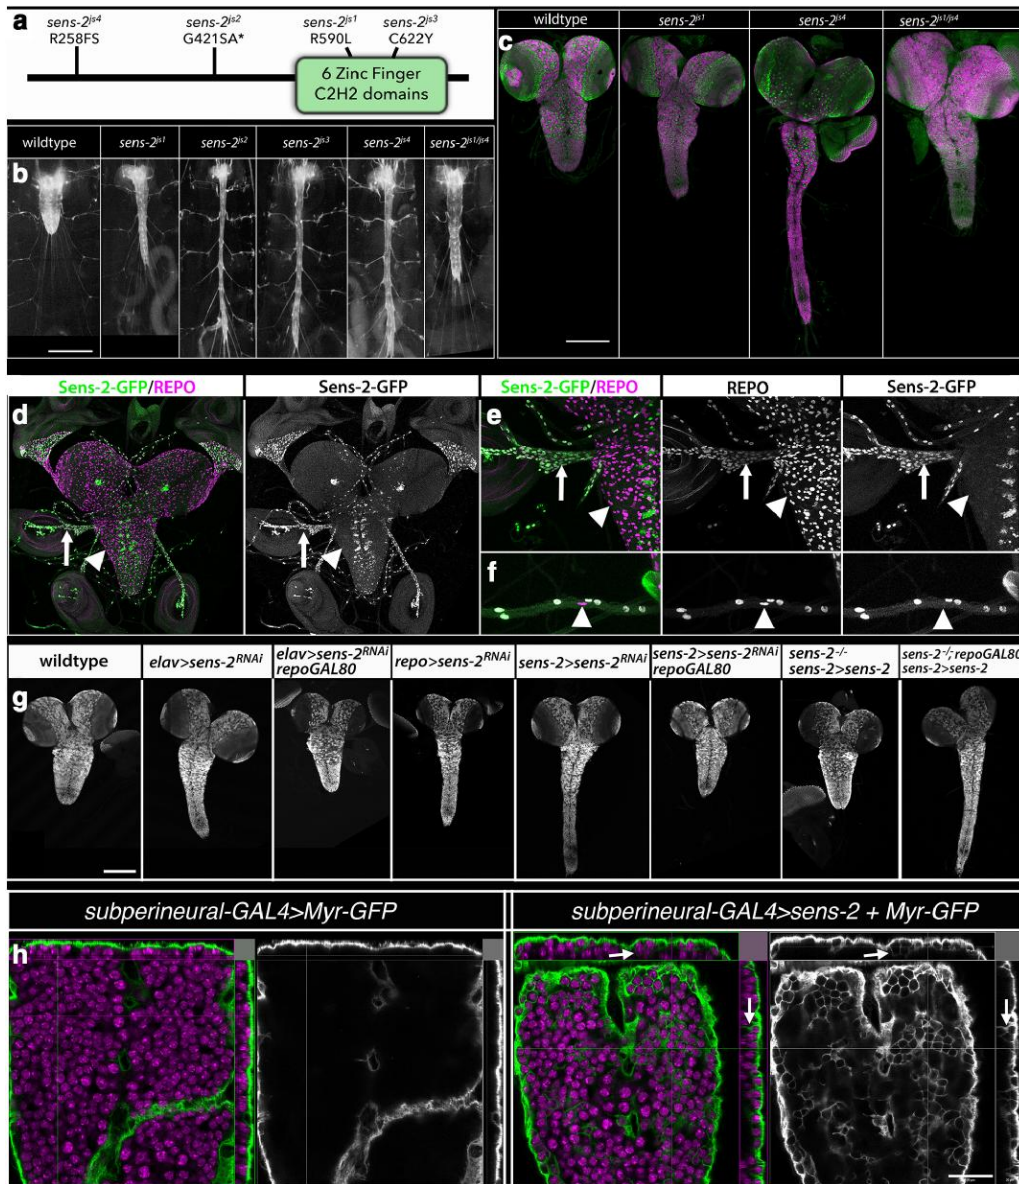 a
sens-2js4
sens-2js2
sens-2js1
sens-2js3
R258FS
G421SA*
R590L
C622Y
6 Zinc Finger
C2H2 domains
wildtype
sens-2js1
sens-2js2
sens-2js3
sens-2js4
sens-2js1/js4
b
wildtype
sens-2js1
sens-2js4
sens-2js1/js4
c
Sens-2-GFP/REPO
Sens-2-GFP
d
Sens-2-GFP/REPO
REPO
Sens-2-GFP
e
f
wildtype
elav>sens-2RNAi
elav>sens-2RNAi
repoGAL80
repo>sens-2RNAi
sens-2>sens-2RNAi
sens-2>sens-2RNAi
repoGAL80
sens-2-/-
sens-2>sens-2
sens-2-/-; repoGAL80
sens-2>sens-2
g
subperineural-GAL4>Myr-GFP
subperineural-GAL4>sens-2 + Myr-GFP
h